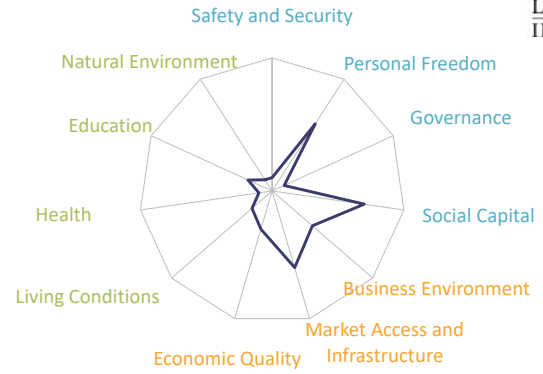 Safety and Security
Natural Environment
Personal Freedom
Education
Governance
Health
Social Capital
Living Conditions
Business Environment
Market Access and
Infrastructure
Economic Quality